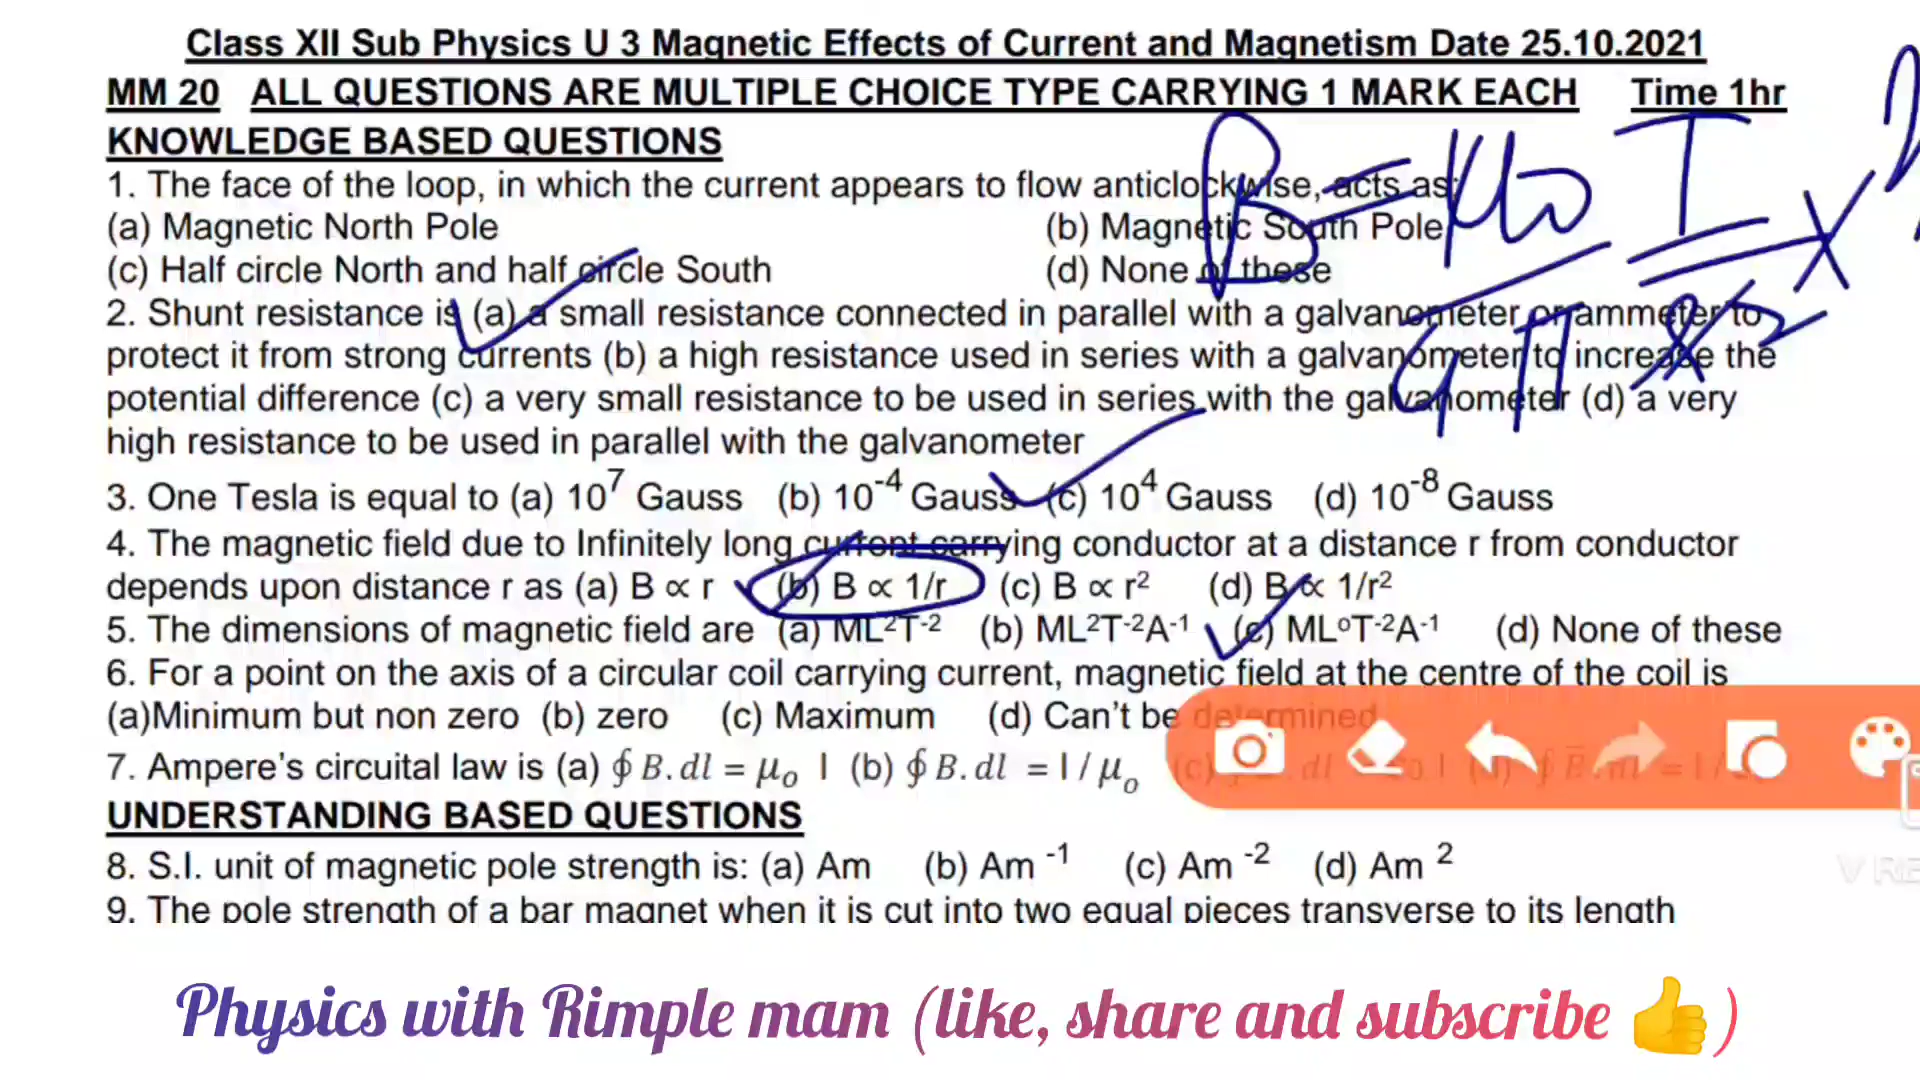 Class XII Sub Physics U 3 Magnetic Effects of Current and Magnetism Date 25.10.2021
MM 20 ALL QUESTIONS ARE MULTIPLE CHOICE TYPE CARRYING 1 MARK EACH Time 1hr
KNOWLEDGE BASED QUESTIONS
1. The face of the loop, in which the current appears to flow anticlockwise, acts as:
(a) Magnetic North Pole (b) Magnetic South Pole
(c) Half circle North and half circle South (d) None of these
2. Shunt resistance is (a) a small resistance connected in parallel with a galvanometer or ammeter to
protect it from strong currents (b) a high resistance used in series with a galvanometer to increase the
potential difference (c) a very small resistance to be used in series with the galvanometer (d) a very
high resistance to be used in parallel with the galvanometer
3. One Tesla is equal to (a) 10⁷ Gauss (b) 10⁻⁴ Gauss (c) 10⁴ Gauss (d) 10⁻⁸ Gauss
4. The magnetic field due to Infinitely long current carrying conductor at a distance r from conductor
depends upon distance r as (a) B ∝ r (b) B ∝ 1/r (c) B ∝ r² (d) B ∝ 1/r²
5. The dimensions of magnetic field are (a) ML²T⁻² (b) ML²T⁻²A⁻¹ (c) ML⁰T⁻²A⁻¹ (d) None of these
6. For a point on the axis of a circular coil carrying current, magnetic field at the centre of the coil is
(a)Minimum but non zero (b) zero (c) Maximum (d) Can't be determined
7. Ampere's circuital law is (a) ∮ B.dl = μₒ I (b) ∮ B.dl = I / μₒ
UNDERSTANDING BASED QUESTIONS
8. S.I. unit of magnetic pole strength is: (a) Am (b) Am ⁻¹ (c) Am ⁻² (d) Am ²
9. The pole strength of a bar magnet when it is cut into two equal pieces transverse to its length
Physics with Rimple mam (like, share and subscribe 👍)